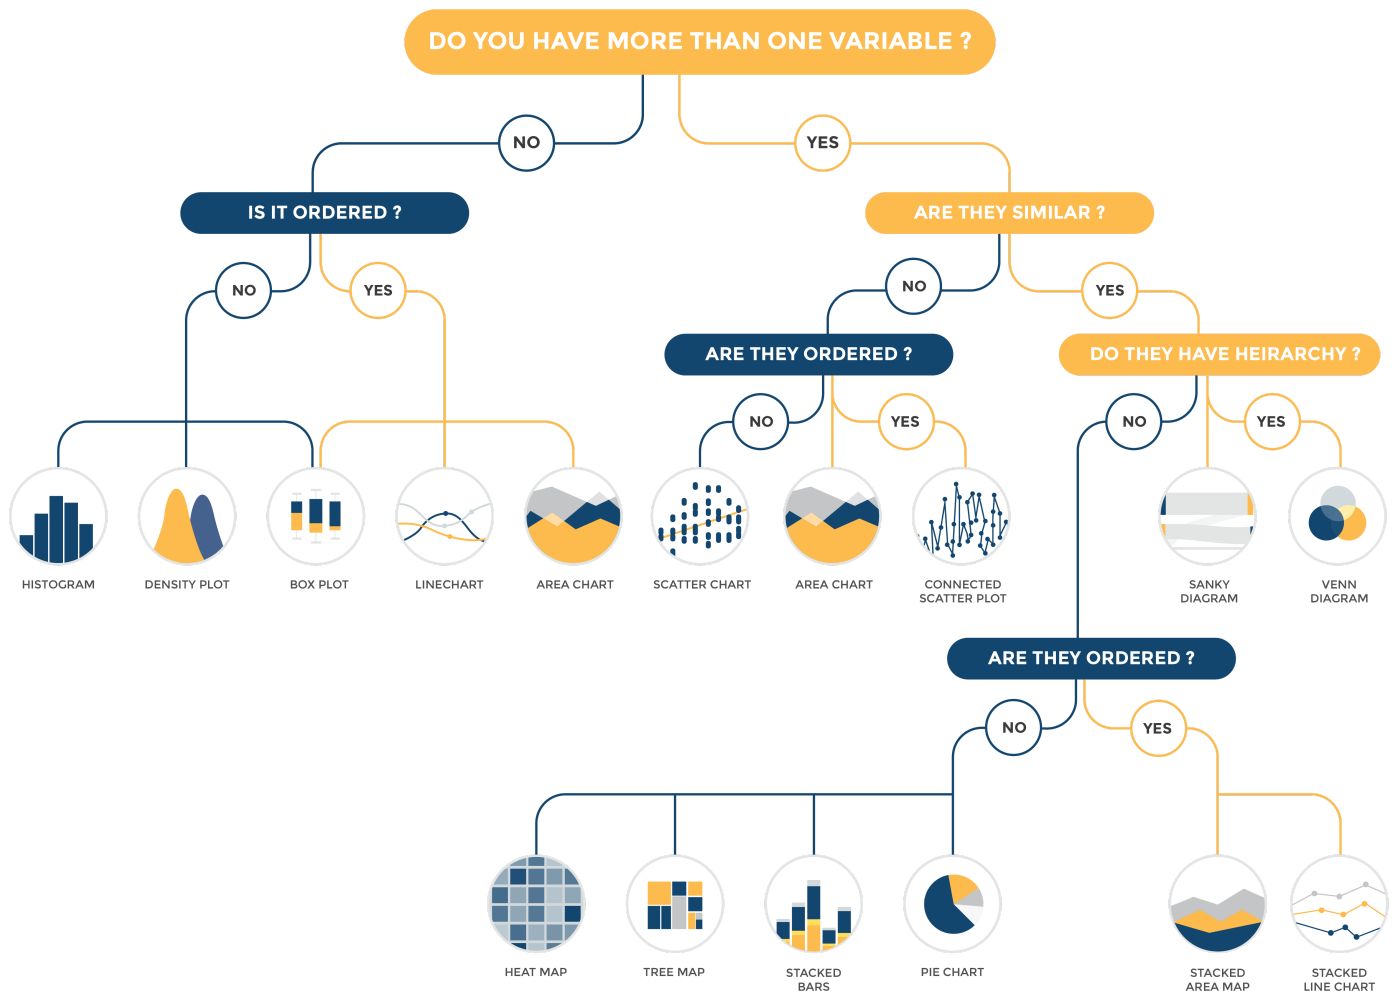 DO YOU HAVE MORE THAN ONE VARIABLE ?
NO
YES
IS IT ORDERED ?
ARE THEY SIMILAR ?
NO
YES
NO
YES
ARE THEY ORDERED ?
DO THEY HAVE HEIRARCHY ?
NO
YES
NO
YES
HISTOGRAM
DENSITY PLOT
BOX PLOT
LINECHART
AREA CHART
SCATTER CHART
AREA CHART
CONNECTED
SCATTER PLOT
SANKY
DIAGRAM
VENN
DIAGRAM
ARE THEY ORDERED ?
NO
YES
HEAT MAP
TREE MAP
STACKED
BARS
PIE CHART
STACKED
AREA MAP
STACKED
LINE CHART